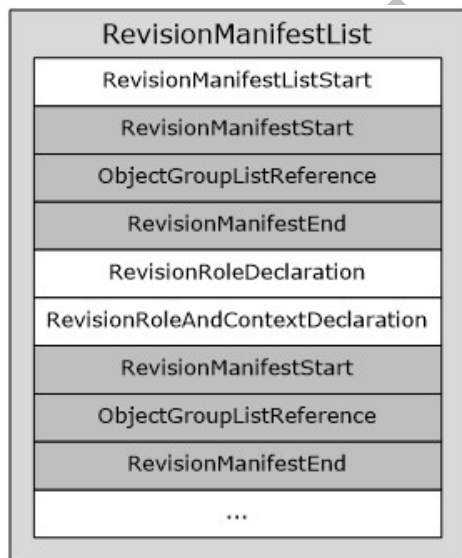 RevisionManifestList
RevisionManifestListStart
RevisionManifestStart
ObjectGroupListReference
RevisionManifestEnd
RevisionRoleDeclaration
RevisionRoleAndContextDeclaration
RevisionManifestStart
ObjectGroupListReference
RevisionManifestEnd
...